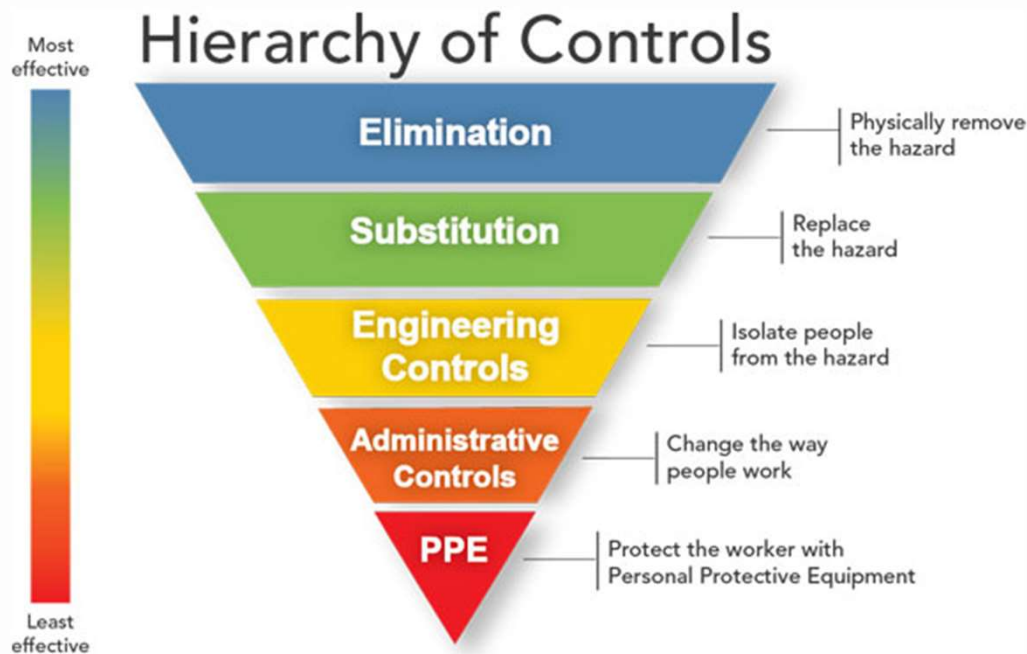 Hierarchy of Controls
Most
effective
Elimination
Physically remove
the hazard
Substitution
Replace
the hazard
Engineering
Controls
Isolate people
from the hazard
Administrative
Controls
Change the way
people work
PPE
Protect the worker with
Personal Protective Equipment
Least
effective